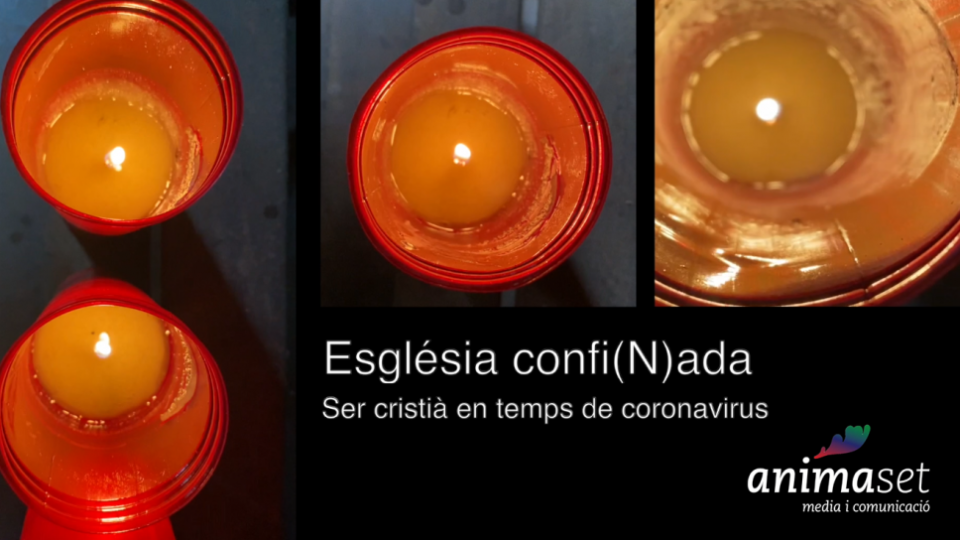 Església confi(N)ada
Ser cristià en temps de coronavirus
animaset
media i comunicació